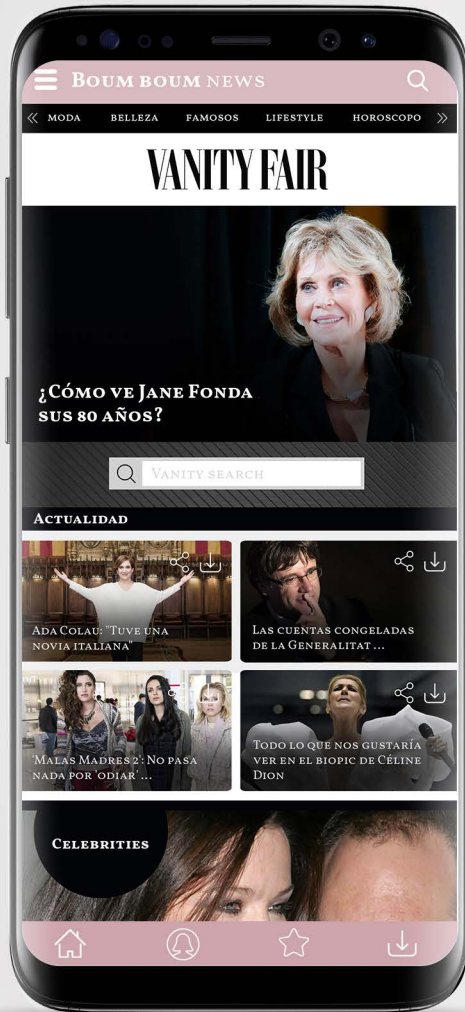 BOUM BOUM NEWS
« MODA BELLEZA FAMOSOS LIFESTYLE HOROSCOPO »
VANITY FAIR
¿CÓMO VE JANE FONDA
SUS 80 AÑOS?
VANITY SEARCH
ACTUALIDAD
ADA COLAU: "TUVE UNA
NOVIA ITALIANA"
LAS CUENTAS CONGELADAS
DE LA GENERALITAT ...
'MALAS MADRES 2': NO PASA
NADA POR 'ODIAR' ...
TODO LO QUE NOS GUSTARÍA
VER EN EL BIOPIC DE CÉLINE
DION
CELEBRITIES